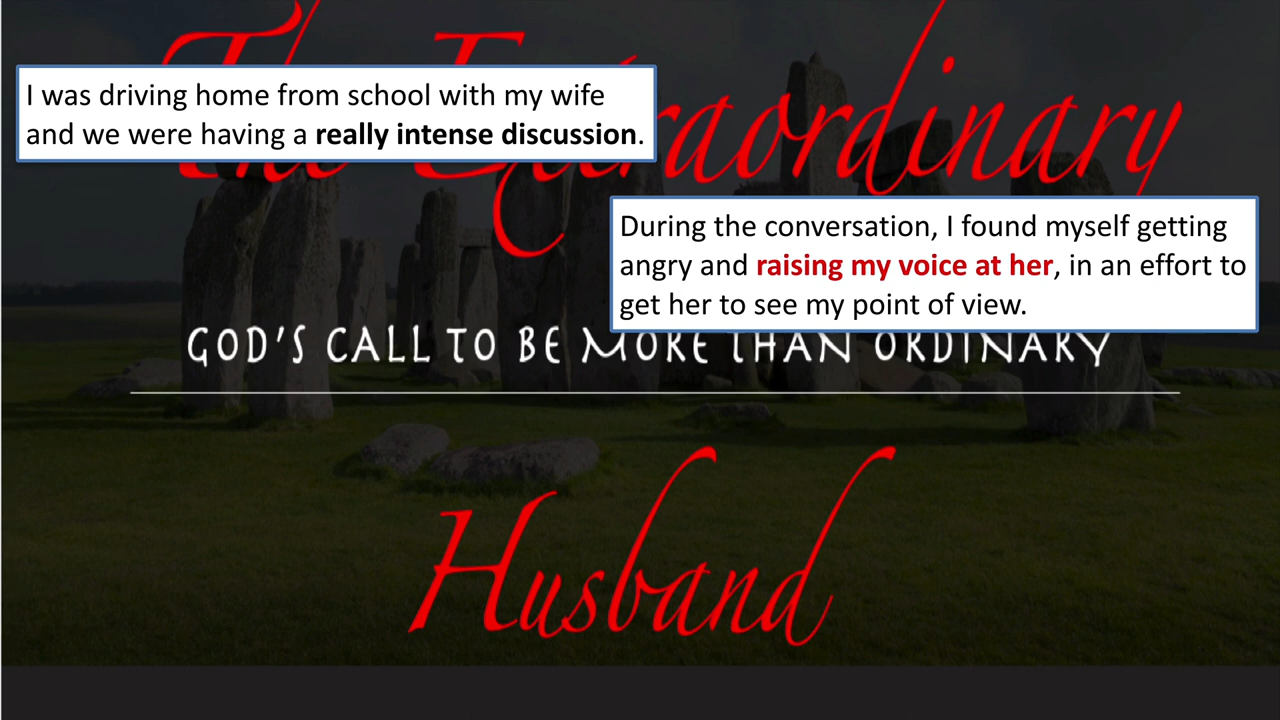 The Extraordinary
I was driving home from school with my wife
and we were having a really intense discussion.
During the conversation, I found myself getting
angry and raising my voice at her, in an effort to
get her to see my point of view.
GOD'S CALL TO BE MORE THAN ORDINARY
Husband